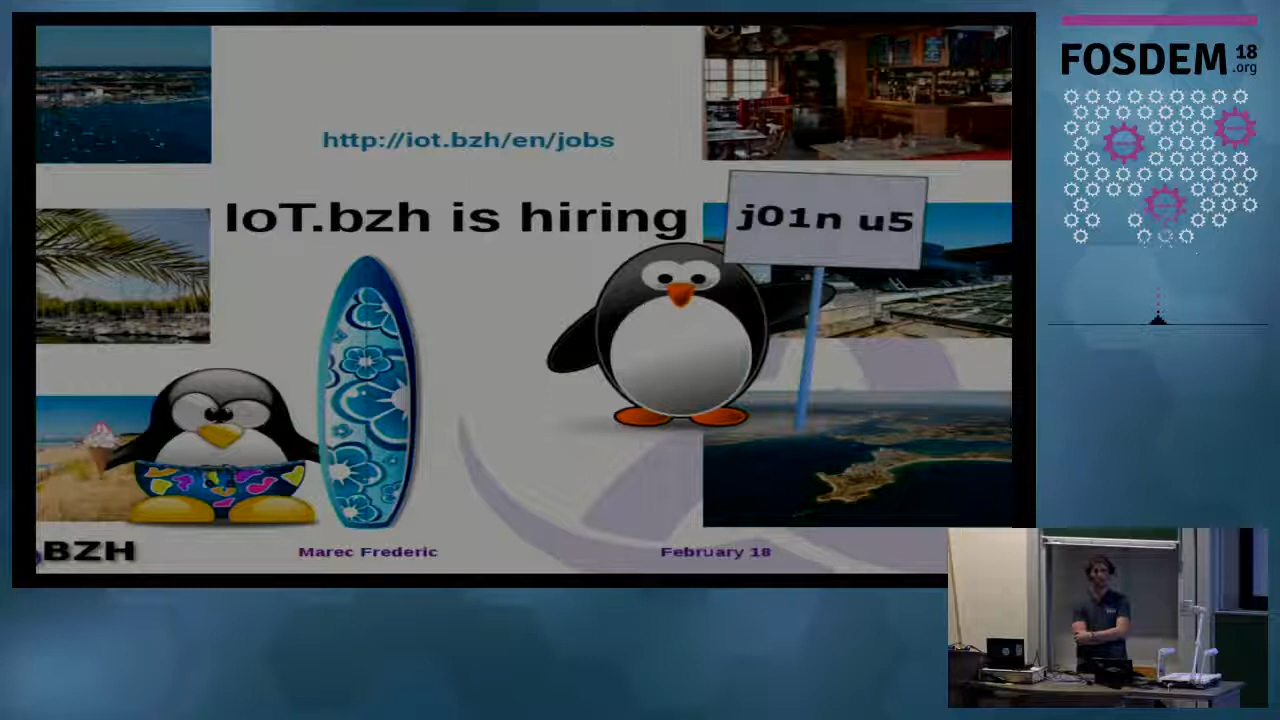 http://iot.bzh/en/jobs
IoT.bzh is hiring
j01n u5
BZH
Marec Frederic
February 18
FOSDEM 18
.org